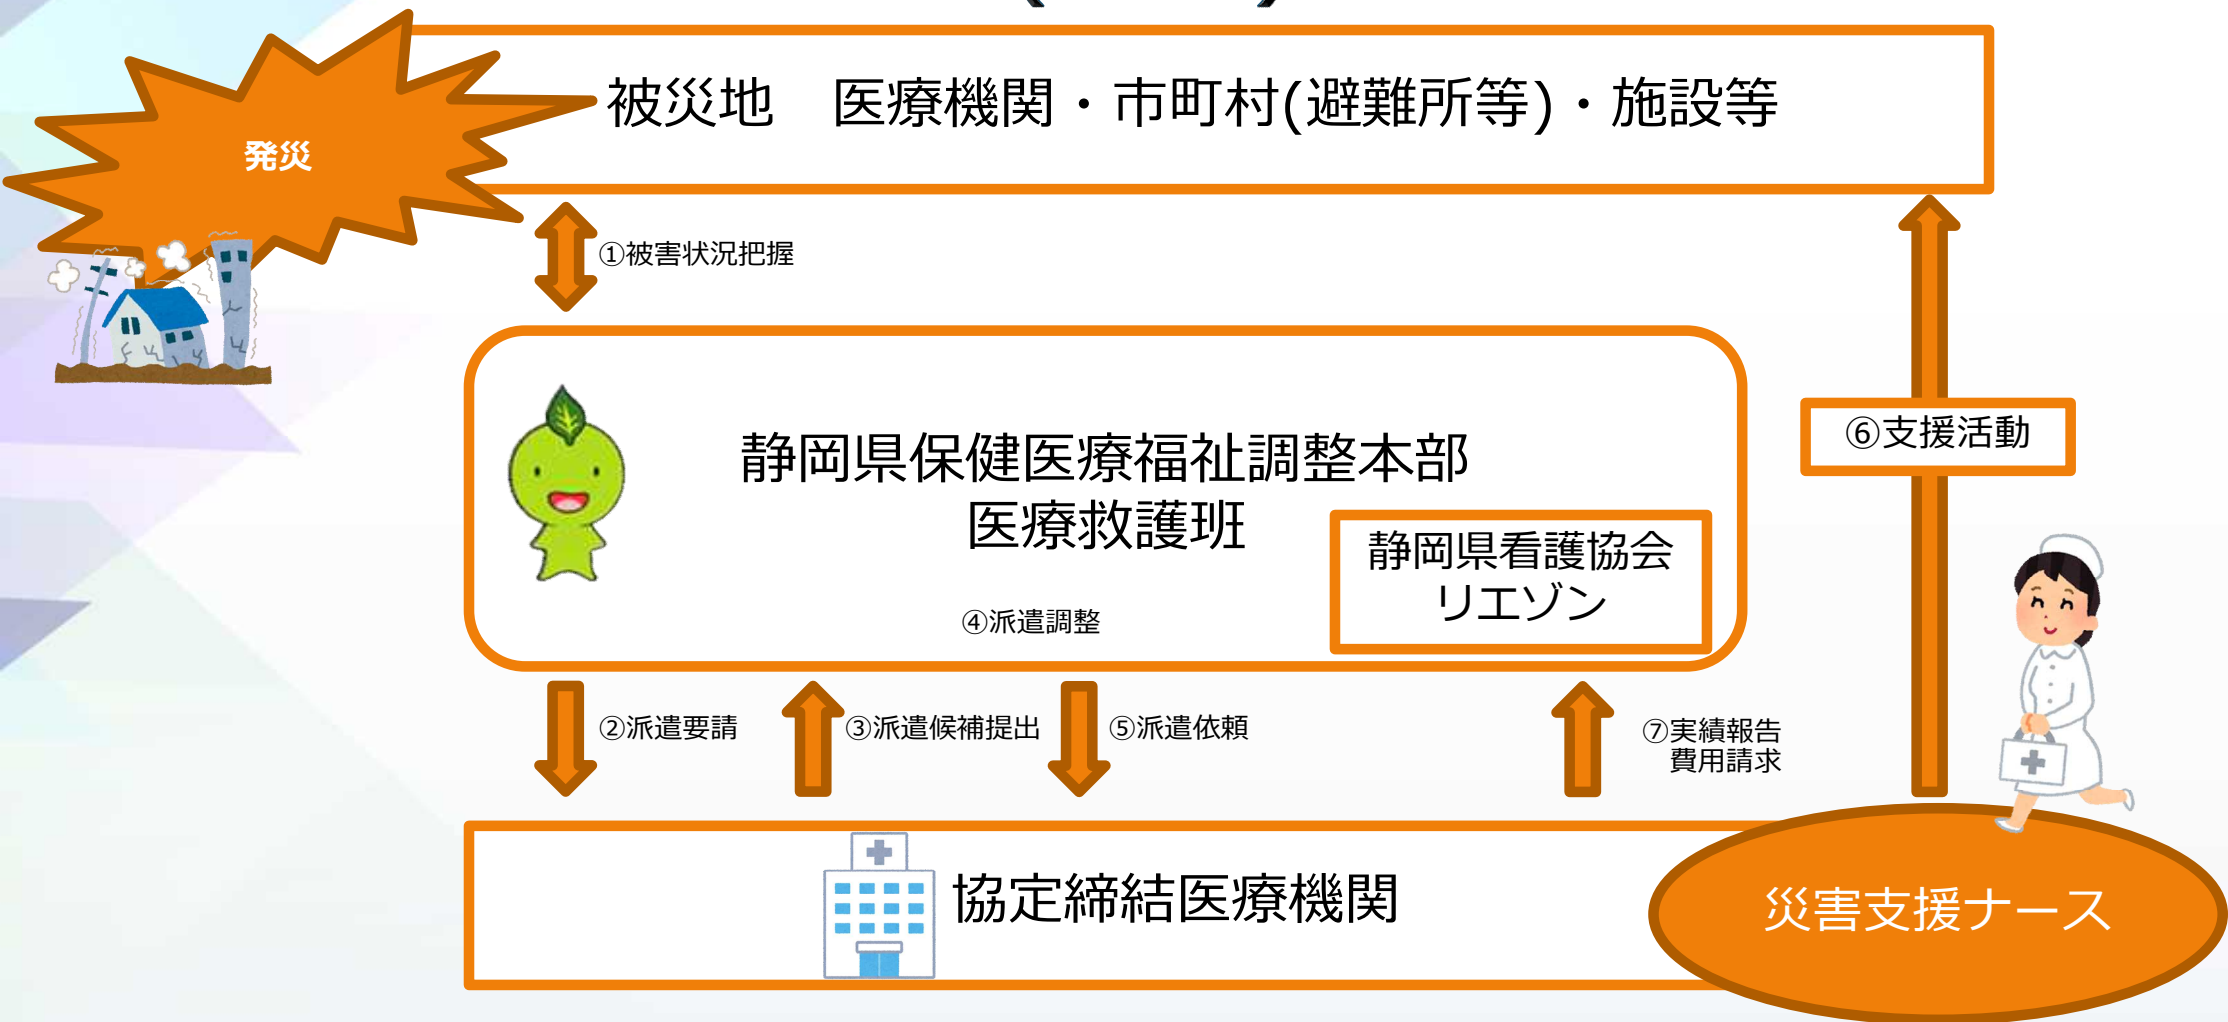 発災
被災地　医療機関・市町村(避難所等)・施設等
①被害状況把握
静岡県保健医療福祉調整本部
医療救護班
静岡県看護協会
リエゾン
④派遣調整
⑥支援活動
②派遣要請
③派遣候補提出
⑤派遣依頼
⑦実績報告
費用請求
協定締結医療機関
災害支援ナース